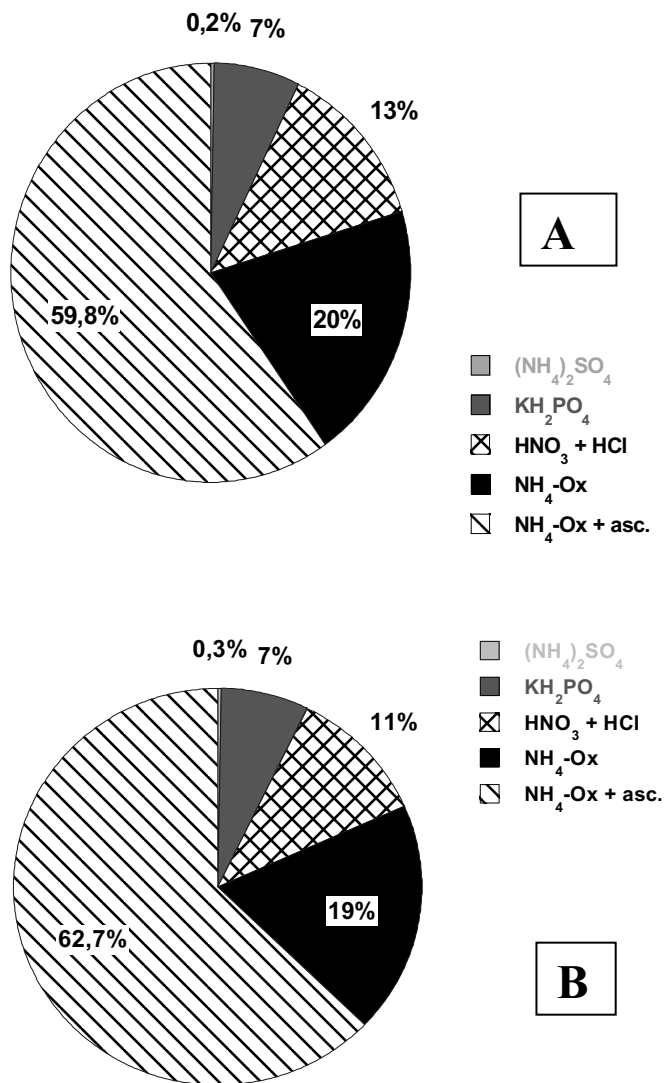 0,2% 7%
13%
A
59,8%
20%
(NH₄)₂SO₄
KH₂PO₄
HNO₃ + HCl
NH₄-Ox
NH₄-Ox + asc.
0,3% 7%
(NH₄)₂SO₄
KH₂PO₄
11%
HNO₃ + HCl
NH₄-Ox
NH₄-Ox + asc.
19%
62,7%
B